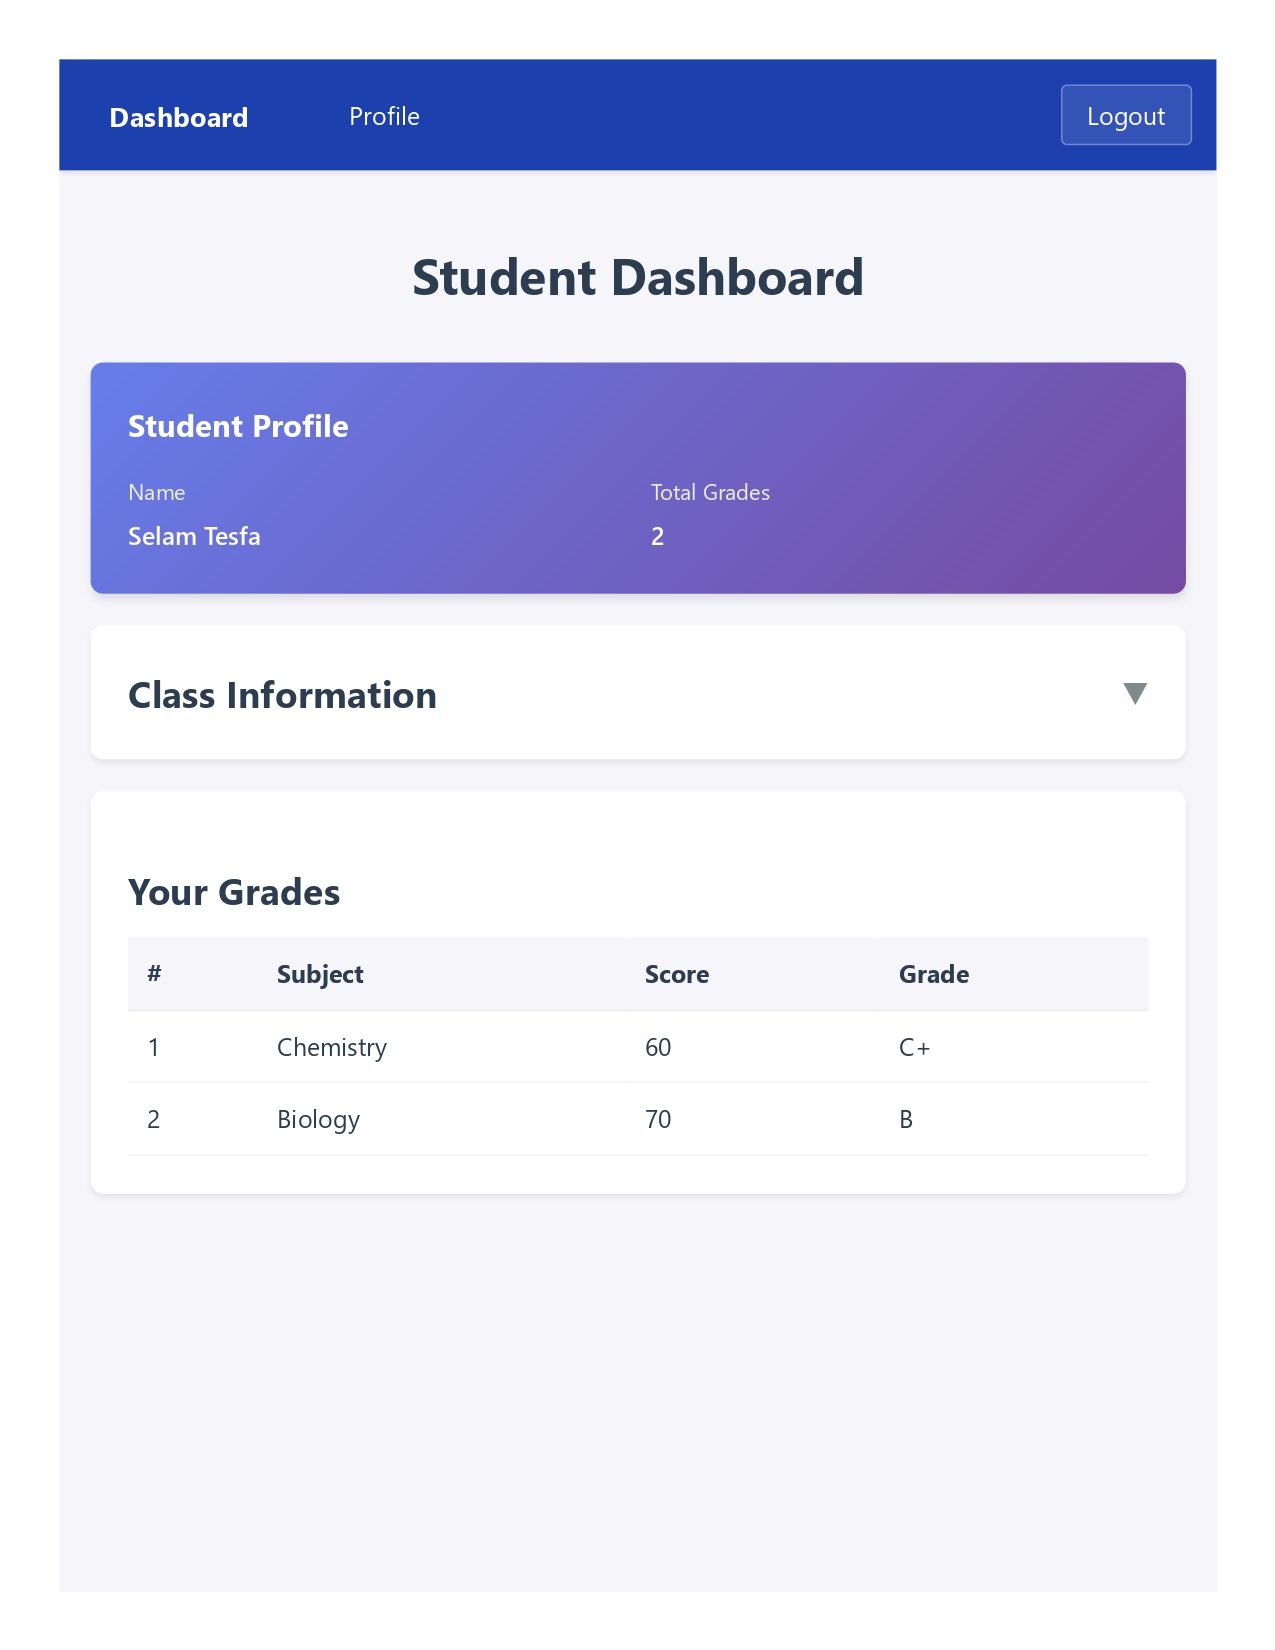 Dashboard Profile Logout
Student Dashboard
Student Profile
Name Total Grades
Selam Tesfa 2
Class Information
Your Grades
# Subject Score Grade
1 Chemistry 60 C+
2 Biology 70 B